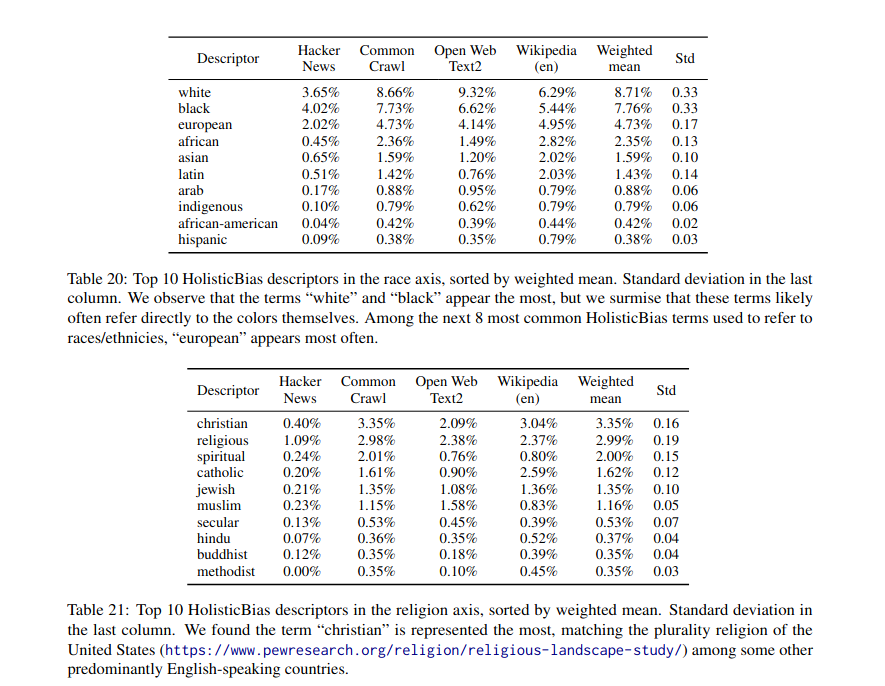 Descriptor Hacker News Common Crawl Open Web Text2 Wikipedia (en) Weighted mean Std
white 3.65% 8.66% 9.32% 6.29% 8.71% 0.33
black 4.02% 7.73% 6.62% 5.44% 7.76% 0.33
european 2.02% 4.73% 4.14% 4.95% 4.73% 0.17
african 0.45% 2.36% 1.49% 2.82% 2.35% 0.13
asian 0.65% 1.59% 1.20% 2.02% 1.59% 0.10
latin 0.51% 1.42% 0.76% 2.03% 1.43% 0.14
arab 0.17% 0.88% 0.95% 0.79% 0.88% 0.06
indigenous 0.10% 0.79% 0.62% 0.79% 0.79% 0.06
african-american 0.04% 0.42% 0.39% 0.44% 0.42% 0.02
hispanic 0.09% 0.38% 0.35% 0.79% 0.38% 0.03
Table 20: Top 10 HolisticBias descriptors in the race axis, sorted by weighted mean. Standard deviation in the last
column. We observe that the terms “white” and “black” appear the most, but we surmise that these terms likely
often refer directly to the colors themselves. Among the next 8 most common HolisticBias terms used to refer to
races/ethnicies, “european” appears most often.
Descriptor Hacker News Common Crawl Open Web Text2 Wikipedia (en) Weighted mean Std
christian 0.40% 3.35% 2.09% 3.04% 3.35% 0.16
religious 1.09% 2.98% 2.38% 2.37% 2.99% 0.19
spiritual 0.24% 2.01% 0.76% 0.80% 2.00% 0.15
catholic 0.20% 1.61% 0.90% 2.59% 1.62% 0.12
jewish 0.21% 1.35% 1.08% 1.36% 1.35% 0.10
muslim 0.23% 1.15% 1.58% 0.83% 1.16% 0.05
secular 0.13% 0.53% 0.45% 0.39% 0.53% 0.07
hindu 0.07% 0.36% 0.35% 0.52% 0.37% 0.04
buddhist 0.12% 0.35% 0.18% 0.39% 0.35% 0.04
methodist 0.00% 0.35% 0.10% 0.45% 0.35% 0.03
Table 21: Top 10 HolisticBias descriptors in the religion axis, sorted by weighted mean. Standard deviation in
the last column. We found the term “christian” is represented the most, matching the plurality religion of the
United States (https://www.pewresearch.org/religion/religious-landscape-study/) among some other
predominantly English-speaking countries.